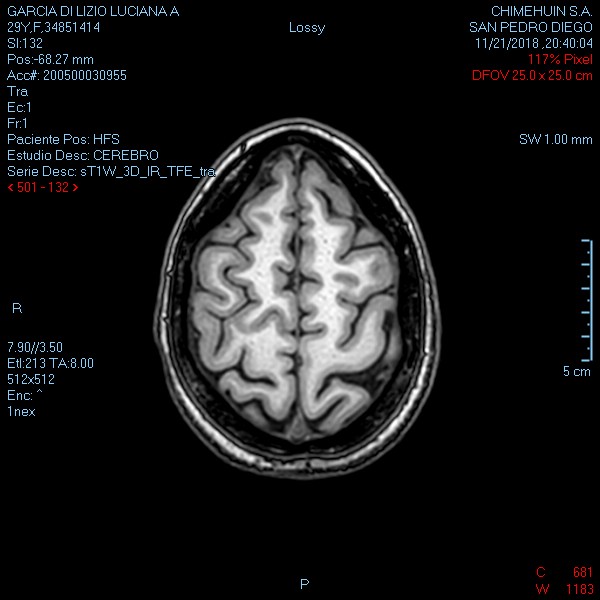 GARCIA DI LIZIO LUCIANA A
29Y,F,34851414
Sl:132
Pos:-68.27 mm
Acc#: 200500030955
Tra
Ec:1
Fr:1
Paciente Pos: HFS
Estudio Desc: CEREBRO
Serie Desc: sT1W_3D_IR_TFE_tra
< 501 - 132 >
Lossy
CHIMEHUIN S.A.
SAN PEDRO DIEGO
11/21/2018 ,20:40:04
117% Pixel
DFOV 25.0 x 25.0 cm
SW 1.00 mm
R
5 cm
7.90//3.50
Etl:213 TA:8.00
512x512
Enc: ^
1nex
P
C 681
W 1183